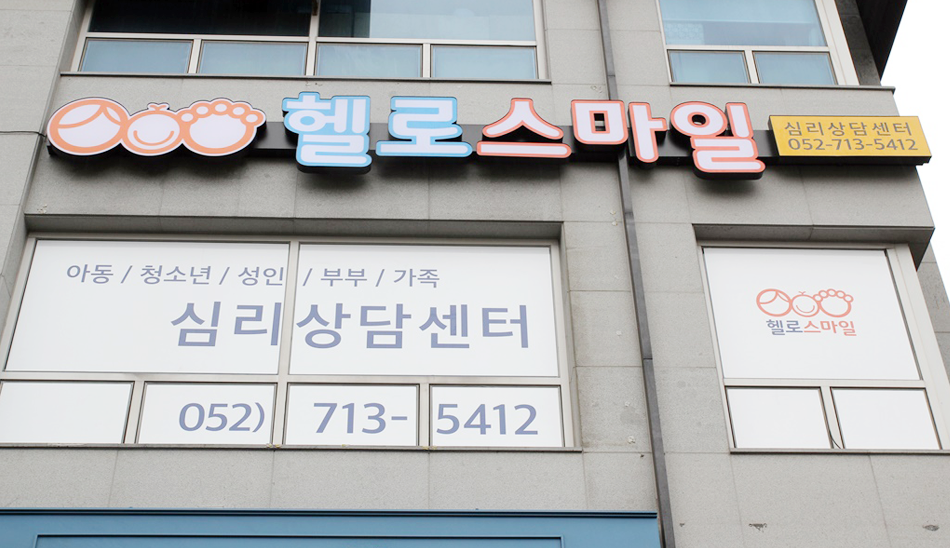 헬로스마일
심리상담센터
052-713-5412
아동 / 청소년 / 성인 / 부부 / 가족
심리상담센터
052) 713- 5412
헬로스마일